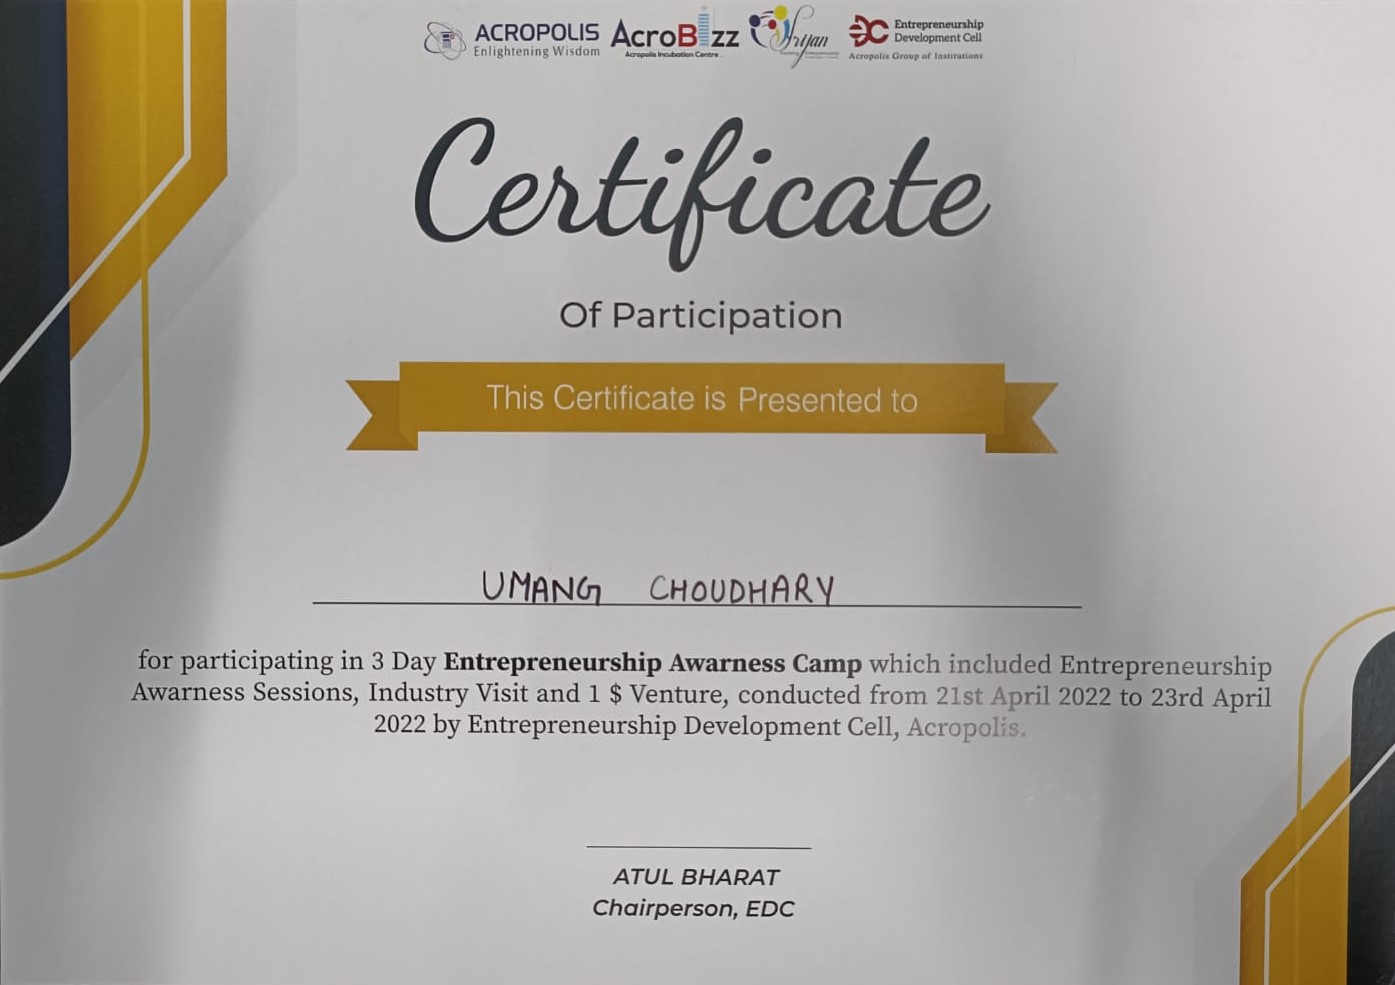 ACROPOLIS
Enlightening Wisdom
AcroBizz
Acropolis Incubation Centre
Srijan
Entrepreneurship
Development Cell
Acropolis Group of Institutions
Certificate
Of Participation
This Certificate is Presented to
UMANG CHOUDHARY
for participating in 3 Day Entrepreneurship Awarness Camp which included Entrepreneurship
Awarness Sessions, Industry Visit and 1 $ Venture, conducted from 21st April 2022 to 23rd April
2022 by Entrepreneurship Development Cell, Acropolis.
ATUL BHARAT
Chairperson, EDC